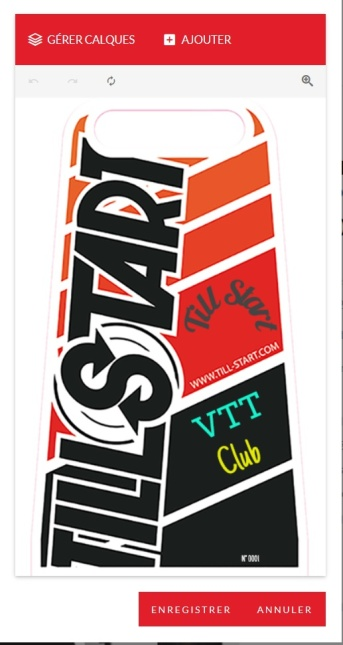 GÉRER CALQUES
AJOUTER
TILL START
Till Start
WWW.TILL-START.COM
VTT
Club
N° 0001
ENREGISTRER
ANNULER